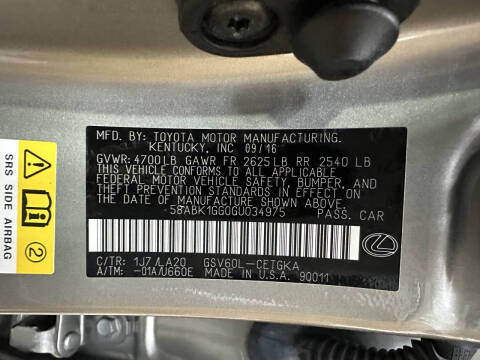 MFD. BY: TOYOTA MOTOR MANUFACTURING,
KENTUCKY, INC 09/16
GVWR: 4700LB GAWR FR 2625LB RR 2540 LB
THIS VEHICLE CONFORMS TO ALL APPLICABLE
FEDERAL MOTOR VEHICLE SAFETY, BUMPER, AND
THEFT PREVENTION STANDARDS IN EFFECT ON
THE DATE OF MANUFACTURE SHOWN ABOVE.
58ABK1GG0GU034975 PASS. CAR
C/TR: 1J7/LA20 GSV60L-CETGKA
A/TM: -01A/U660E MADE IN U.S.A. 90011
SRS SIDE AIRBAG
2